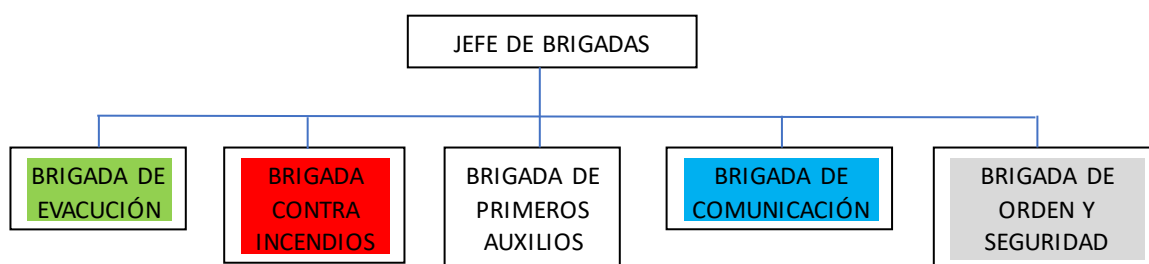 JEFE DE BRIGADAS
BRIGADA DE
EVACUCIÓN
BRIGADA
CONTRA
INCENDIOS
BRIGADA DE
PRIMEROS
AUXILIOS
BRIGADA DE
COMUNICACIÓN
BRIGADA DE
ORDEN Y
SEGURIDAD